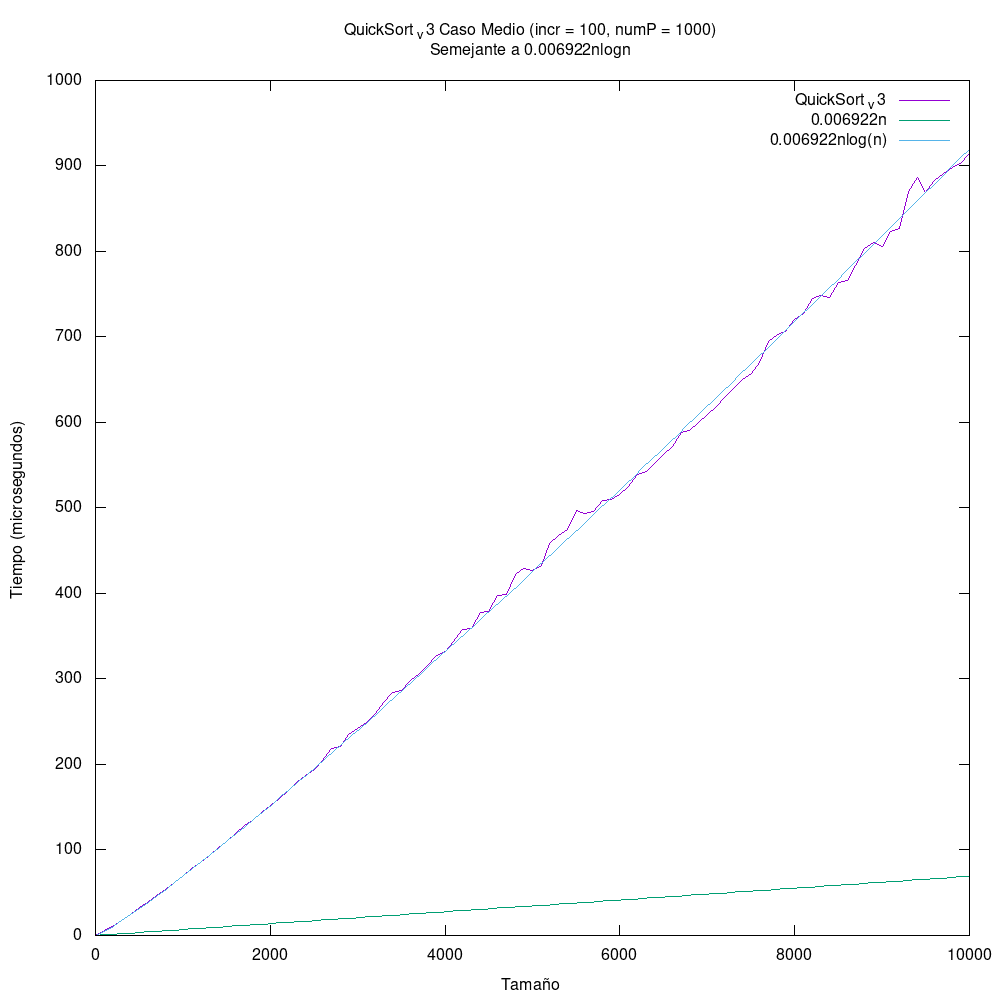 QuickSort v 3 Caso Medio (incr = 100, numP = 1000)
Semejante a 0.006922nlogn
QuickSort v 3
0.006922n
0.006922nlog(n)
1000
900
800
700
600
500
400
300
200
100
0
Tiempo (microsegundos)
0 2000 4000 6000 8000 10000
Tamaño